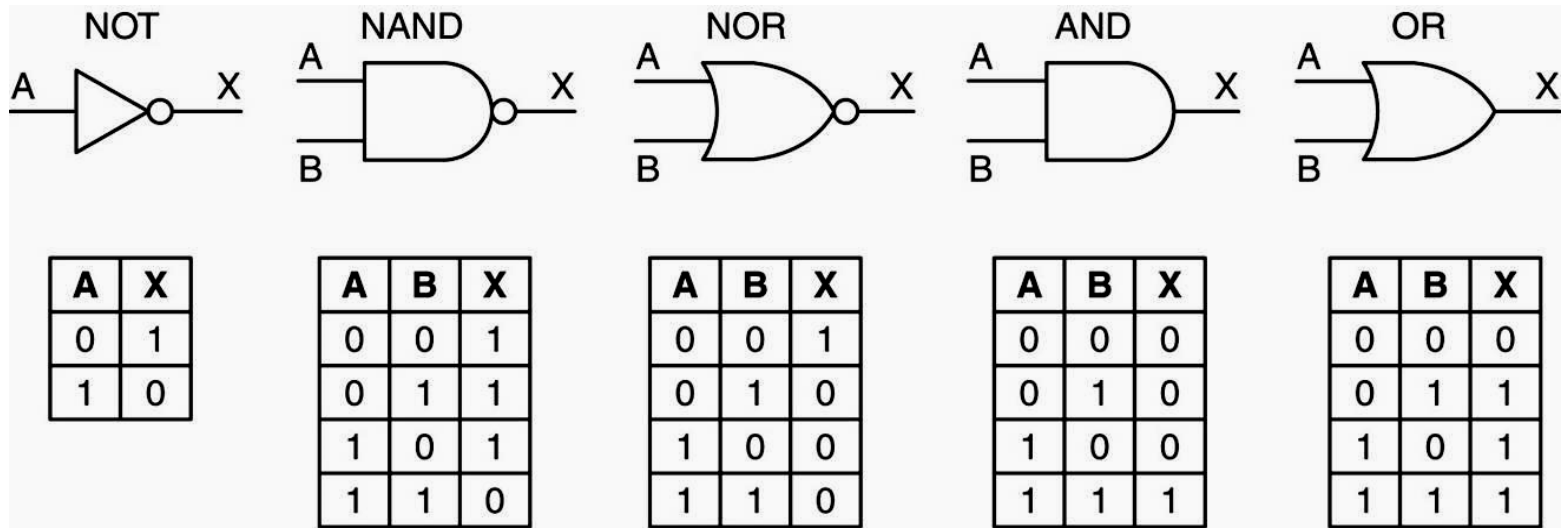 NOT NAND NOR AND OR
A X A B X A B X A B X A B X
A X
0 1
1 0
A B X
0 0 1
0 1 1
1 0 1
1 1 0
A B X
0 0 1
0 1 0
1 0 0
1 1 0
A B X
0 0 0
0 1 0
1 0 0
1 1 1
A B X
0 0 0
0 1 1
1 0 1
1 1 1